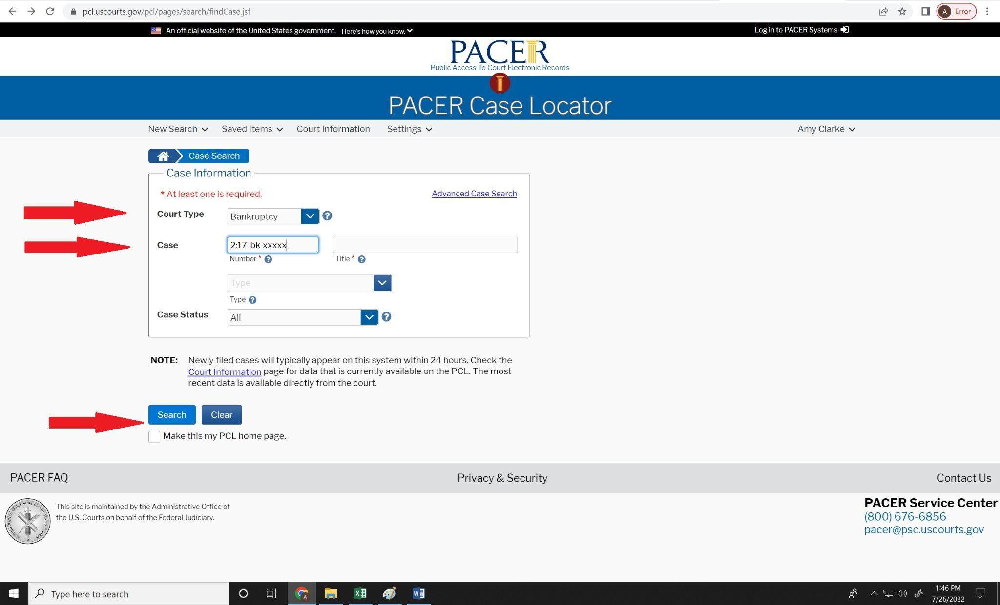 pcl.uscourts.gov/pcl/pages/search/findCase.jsf
A Error
An official website of the United States government. Here's how you know.
Log in to PACER Systems
PACER
Public Access To Court Electronic Records
PACER Case Locator
New Search Saved Items Court Information Settings Amy Clarke
Case Search
Case Information
* At least one is required. Advanced Case Search
Court Type Bankruptcy ?
Case 2:17-bk-xxxxx
Number * ? Title * ?
Type
Type ?
Case Status All ?
NOTE: Newly filed cases will typically appear on this system within 24 hours. Check the
Court Information page for data that is currently available on the PCL. The most
recent data is available directly from the court.
Search Clear
Make this my PCL home page.
PACER FAQ Privacy & Security Contact Us
This site is maintained by the Administrative Office of
the U.S. Courts on behalf of the Federal Judiciary.
PACER Service Center
(800) 676-6856
pacer@psc.uscourts.gov
Type here to search
1:46 PM
7/26/2022